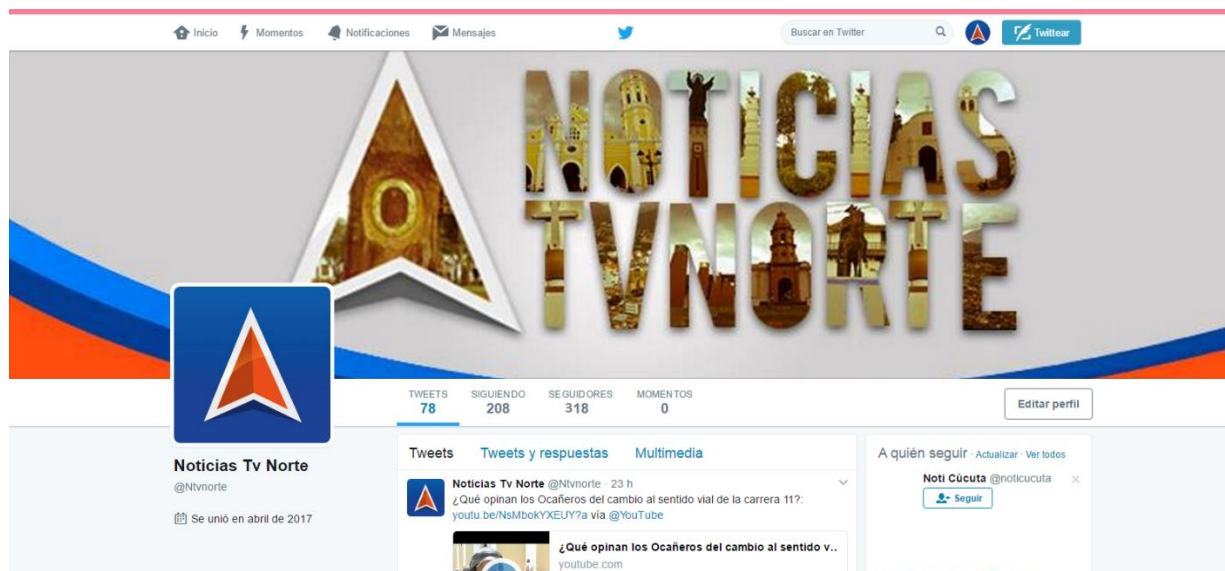 Inicio Momentos Notificaciones Mensajes Buscar en Twitter Twittear
NOTICIAS
TVNORTE
TWEETS SIGUIENDO SEGUIDORES MOMENTOS
78 208 318 0
Editar perfil
Noticias Tv Norte
@Ntvnorte
Se unió en abril de 2017
Tweets Tweets y respuestas Multimedia
Noticias Tv Norte @Ntvnorte · 23 h
¿Qué opinan los Ocañeros del cambio al sentido vial de la carrera 11?:
youtu.be/NsMbokYXEUY?a vía @YouTube
¿Qué opinan los Ocañeros del cambio al sentido v..
youtube.com
A quién seguir · Actualizar · Ver todos
Noti Cúcuta @noticucuta
Seguir